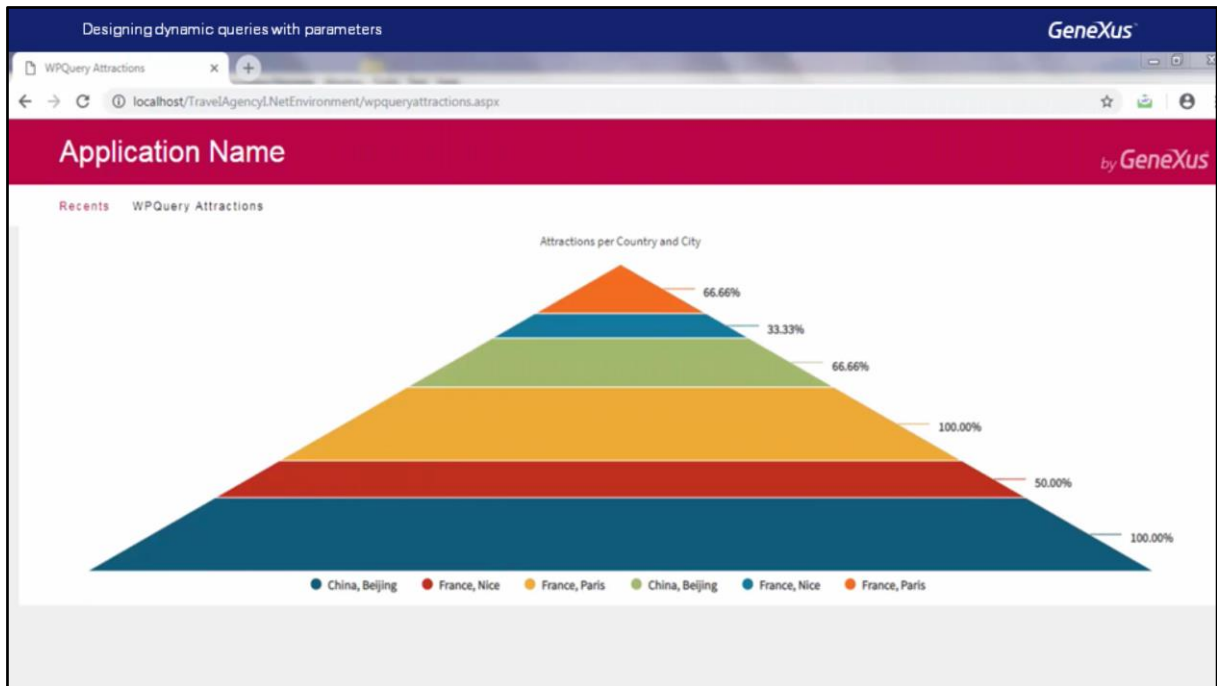 Designing dynamic queries with parameters
GeneXus™
WPQuery Attractions
localhost/TravelAgencyI.NetEnvironment/wpqueryattractions.aspx
Application Name
by GeneXus
Recents WPQuery Attractions
Attractions per Country and City
66.66%
33.33%
66.66%
100.00%
50.00%
100.00%
China, Beijing France, Nice France, Paris China, Beijing France, Nice France, Paris